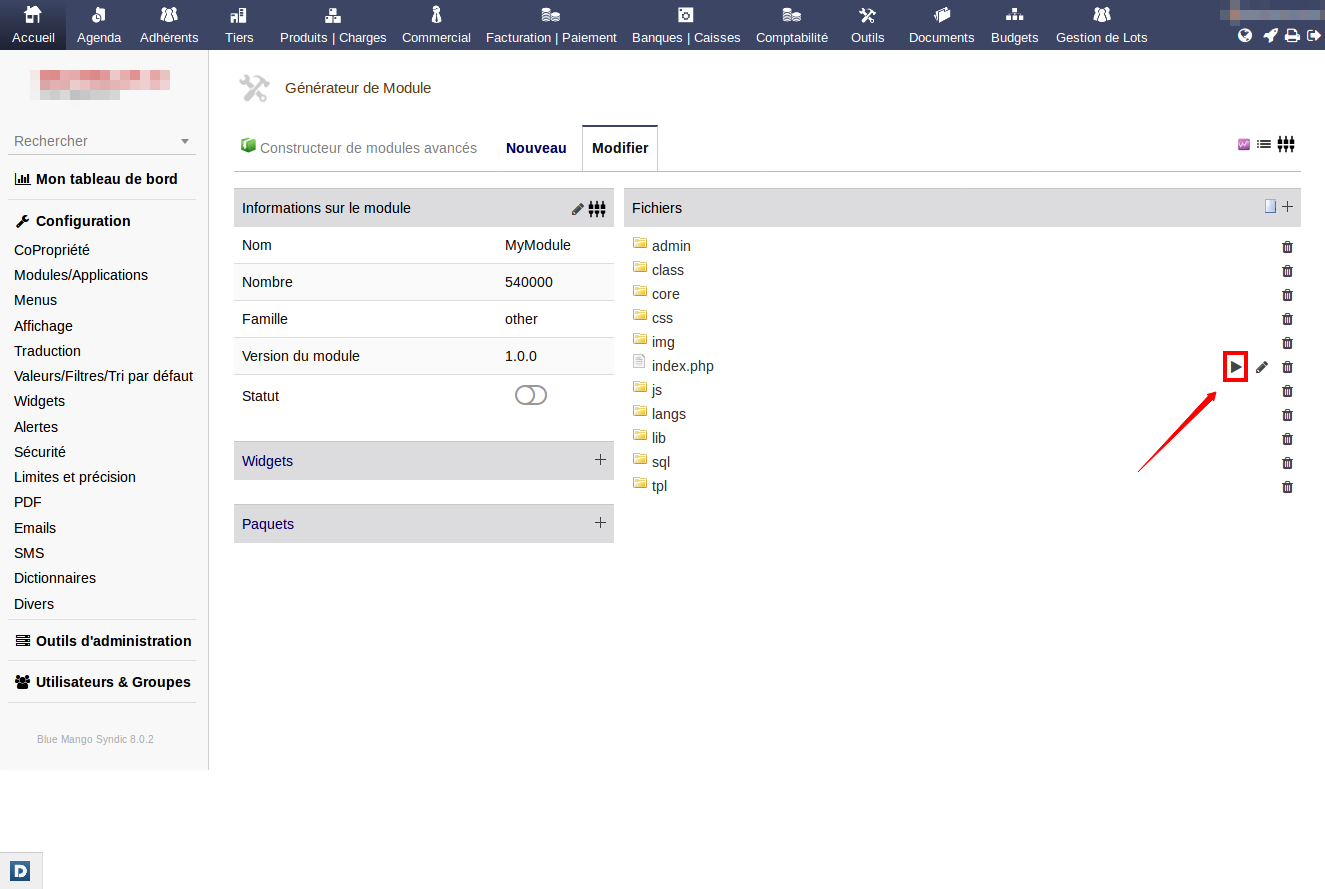 Accueil Agenda Adhérents Tiers Produits | Charges Commercial Facturation | Paiement Banques | Caisses Comptabilité Outils Documents Budgets Gestion de Lots
Rechercher
Mon tableau de bord
Configuration
CoPropriété
Modules/Applications
Menus
Affichage
Traduction
Valeurs/Filtres/Tri par défaut
Widgets
Alertes
Sécurité
Limites et précision
PDF
Emails
SMS
Dictionnaires
Divers
Outils d'administration
Utilisateurs & Groupes
Blue Mango Syndic 8.0.2
Générateur de Module
Constructeur de modules avancés Nouveau Modifier
Informations sur le module
Nom MyModule
Nombre 540000
Famille other
Version du module 1.0.0
Statut
Widgets
Paquets
Fichiers
admin
class
core
css
img
index.php
js
langs
lib
sql
tpl
D